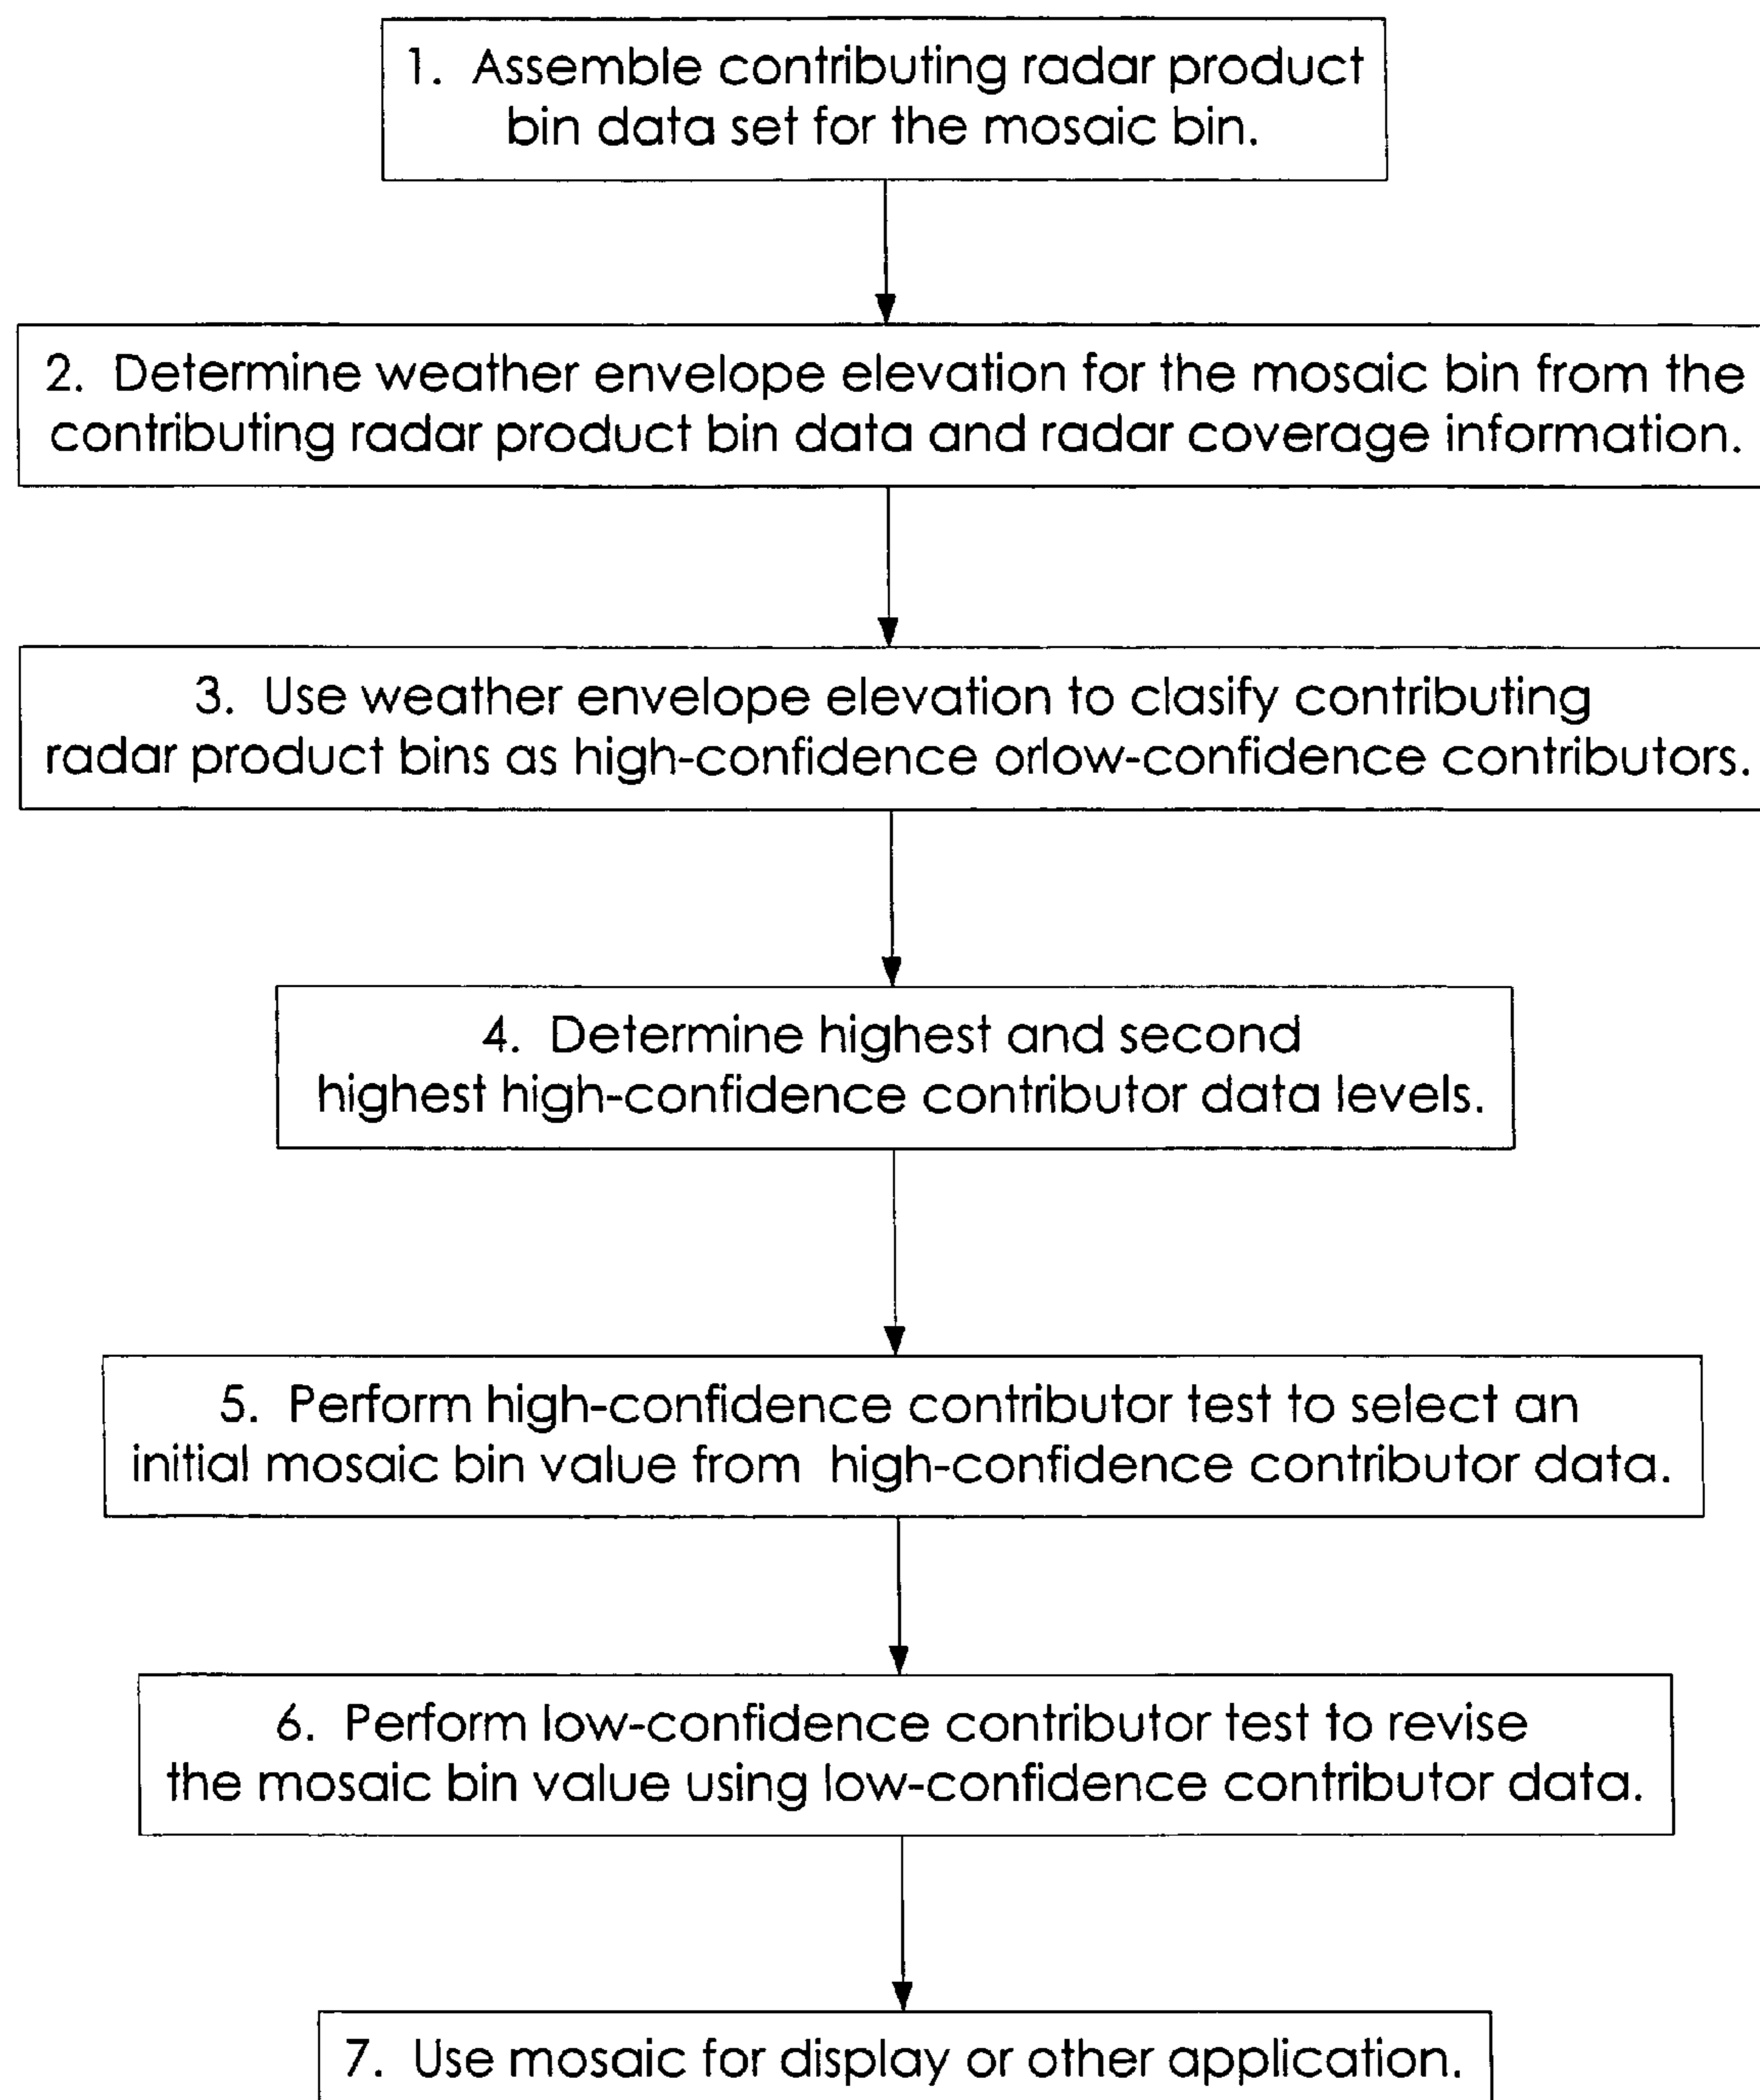 1. Assemble contributing radar product
bin data set for the mosaic bin.
2. Determine weather envelope elevation for the mosaic bin from the
contributing radar product bin data and radar coverage information.
3. Use weather envelope elevation to clasify contributing
radar product bins as high-confidence orlow-confidence contributors.
4. Determine highest and second
highest high-confidence contributor data levels.
5. Perform high-confidence contributor test to select an
initial mosaic bin value from high-confidence contributor data.
6. Perform low-confidence contributor test to revise
the mosaic bin value using low-confidence contributor data.
7. Use mosaic for display or other application.